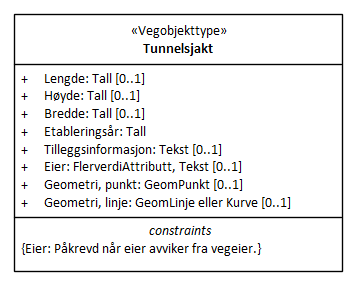 «Vegobjekttype»
Tunnelsjakt
+ Lengde: Tall [0..1]
+ Høyde: Tall [0..1]
+ Bredde: Tall [0..1]
+ Etableringsår: Tall
+ Tilleggsinformasjon: Tekst [0..1]
+ Eier: FlerverdiAttributt, Tekst [0..1]
+ Geometri, punkt: GeomPunkt [0..1]
+ Geometri, linje: GeomLinje eller Kurve [0..1]
constraints
{Eier: Påkrevd når eier avviker fra vegeier.}